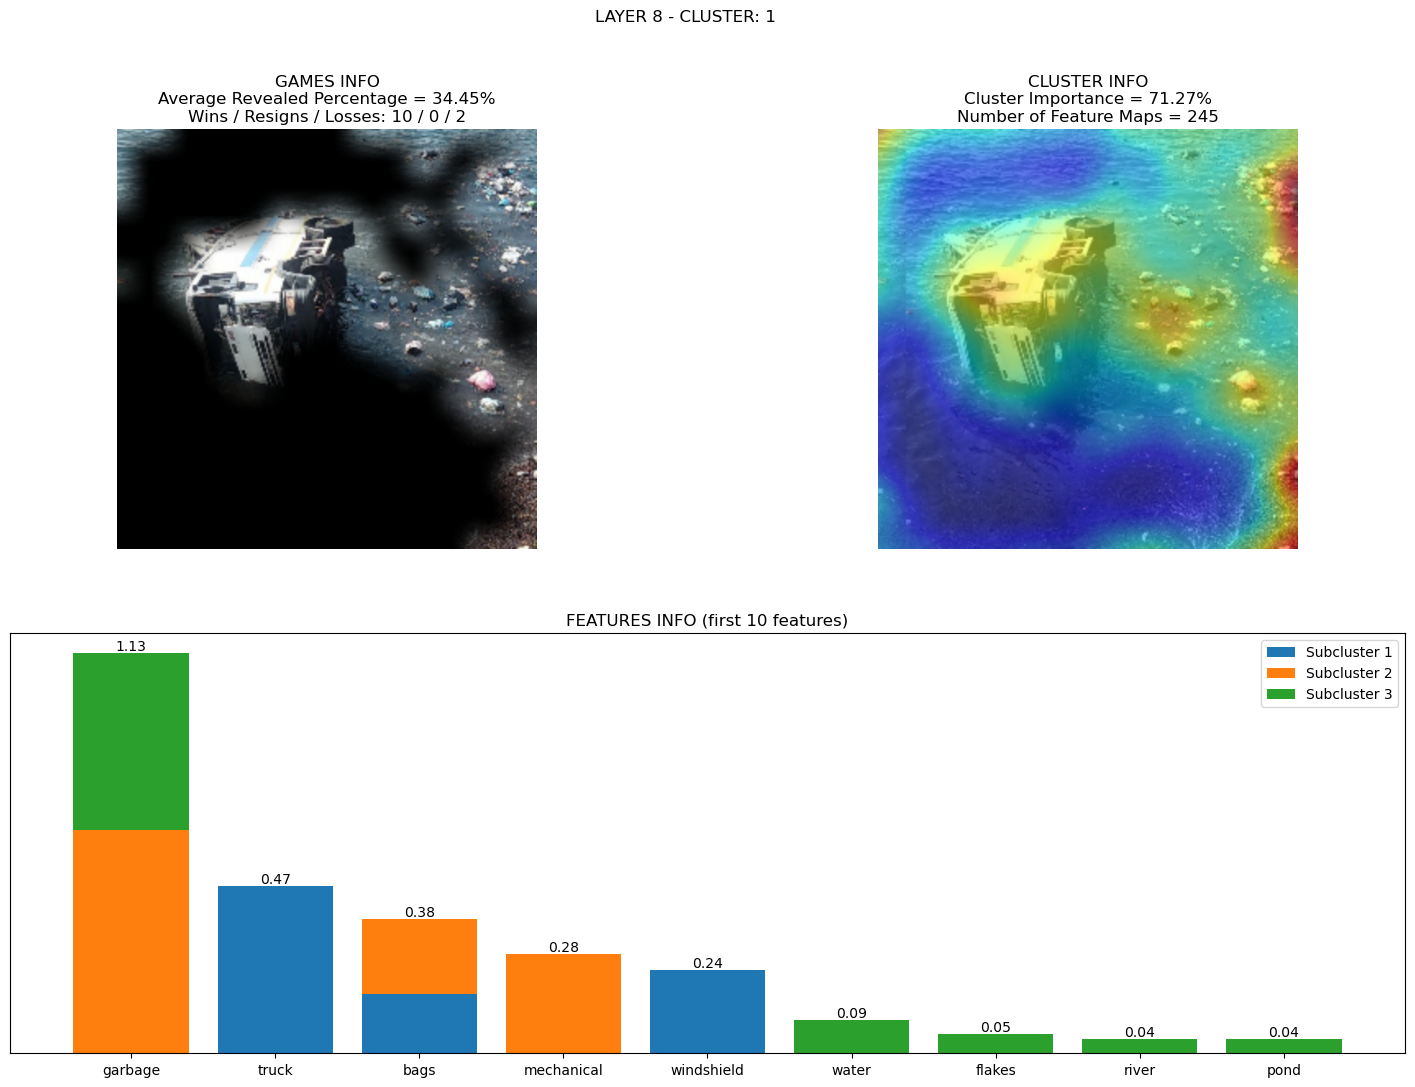 LAYER 8 - CLUSTER: 1
GAMES INFO
Average Revealed Percentage = 34.45%
Wins / Resigns / Losses: 10 / 0 / 2
CLUSTER INFO
Cluster Importance = 71.27%
Number of Feature Maps = 245
FEATURES INFO (first 10 features)
Subcluster 1
Subcluster 2
Subcluster 3
1.13
0.47
0.38
0.28
0.24
0.09
0.05
0.04
0.04
garbage
truck
bags
mechanical
windshield
water
flakes
river
pond